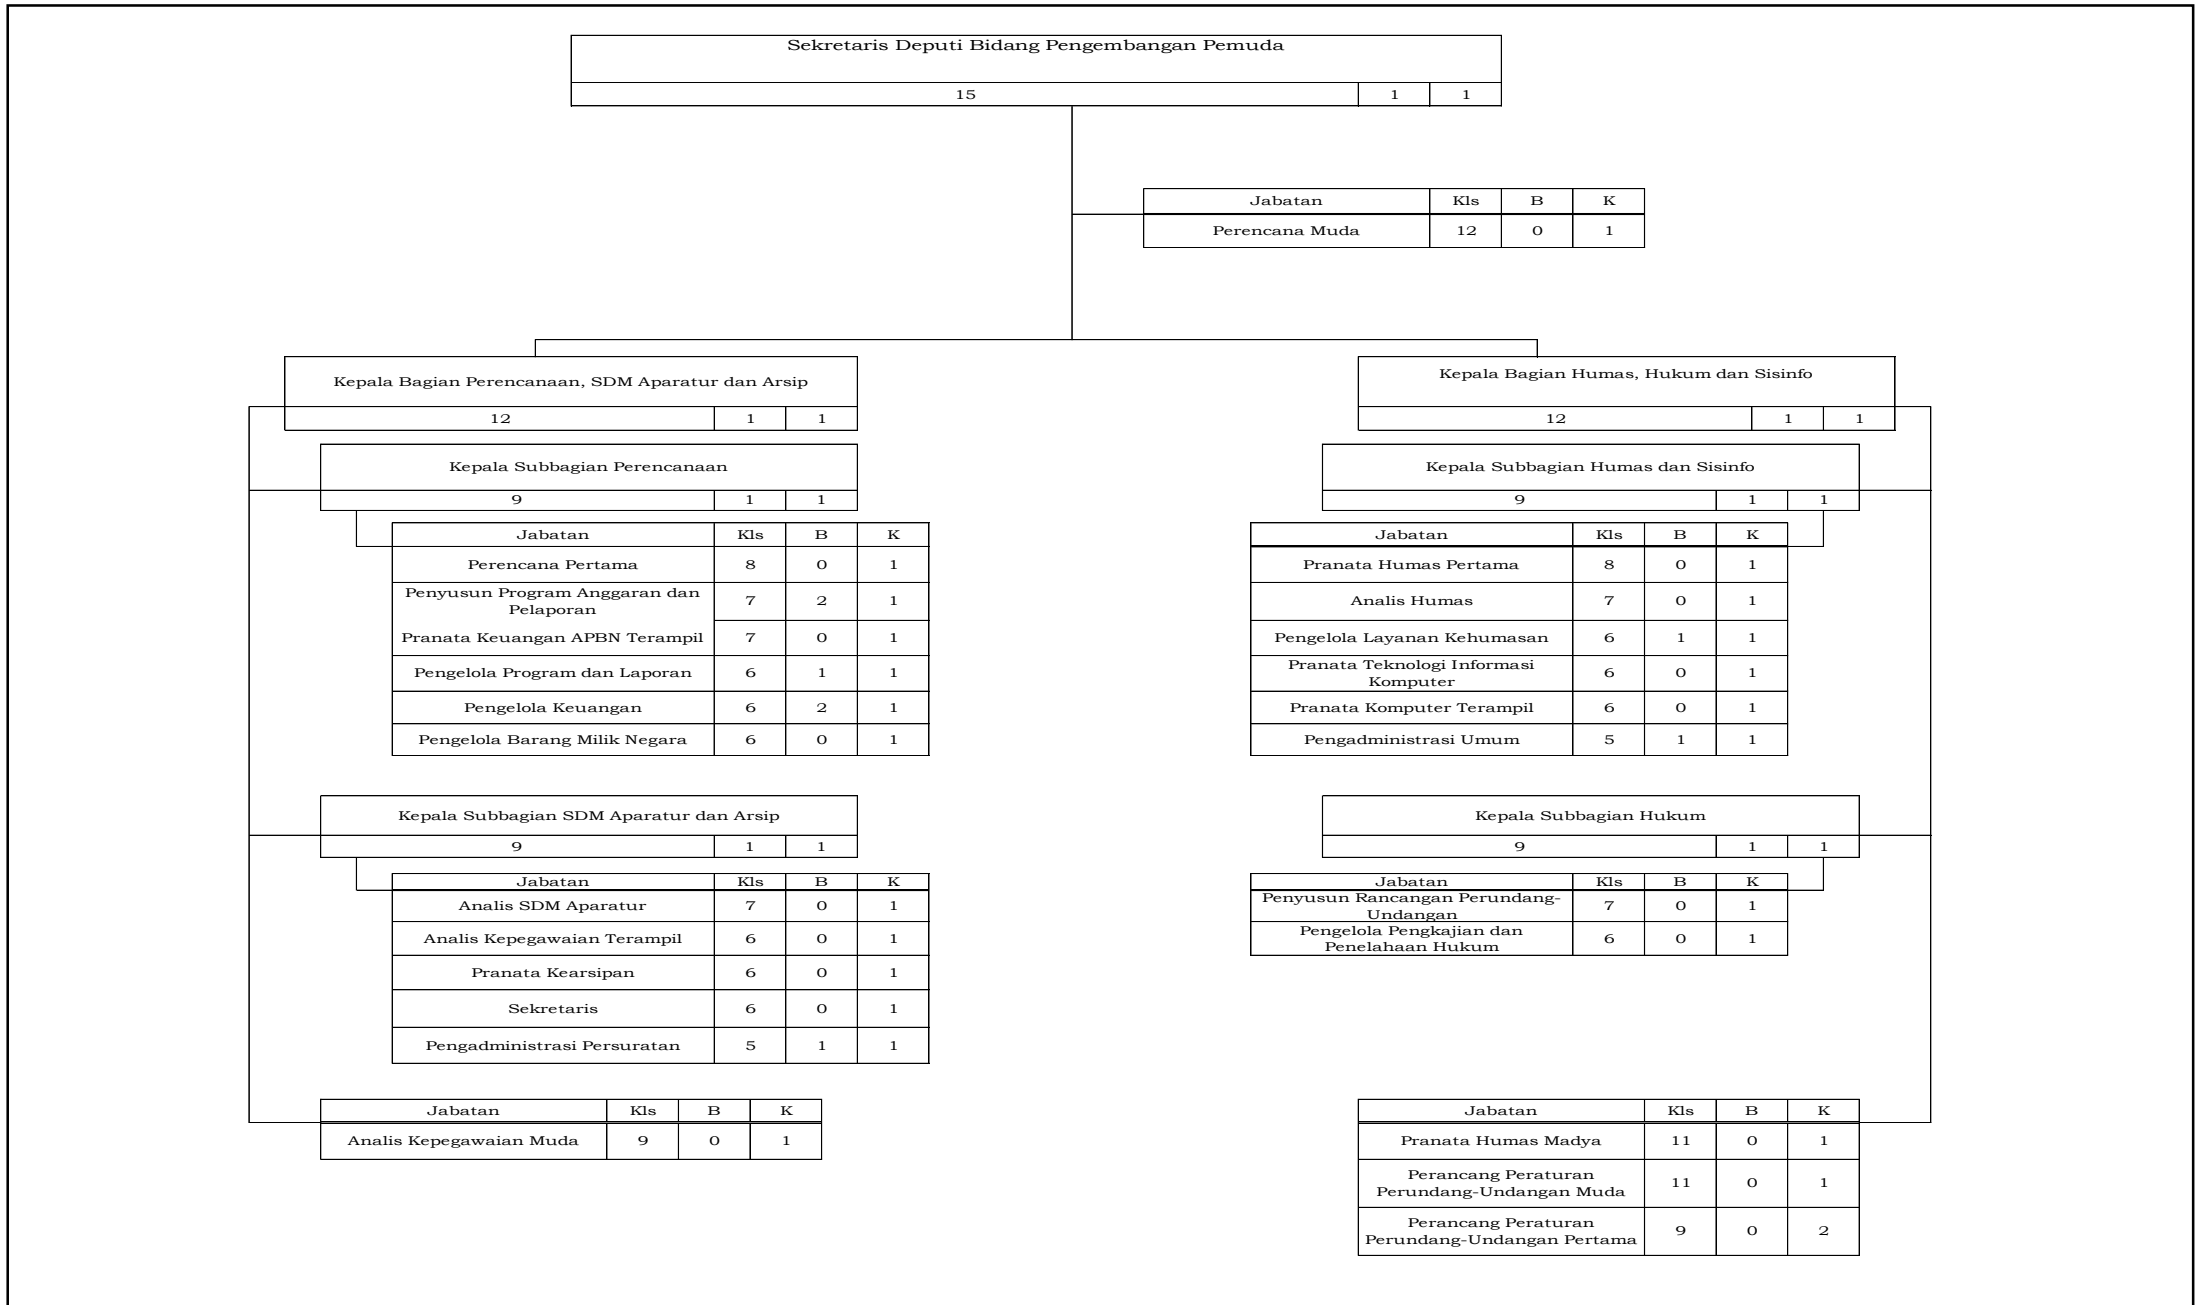 Sekretaris Deputi Bidang Pengembangan Pemuda
15 1 1
Jabatan Kls B K
Perencana Muda 12 0 1
Kepala Bagian Perencanaan, SDM Aparatur dan Arsip
12 1 1
Kepala Subbagian Perencanaan
9 1 1
Jabatan Kls B K
Perencana Pertama 8 0 1
Penyusun Program Anggaran dan
Pelaporan 7 2 1
Pranata Keuangan APBN Terampil 7 0 1
Pengelola Program dan Laporan 6 1 1
Pengelola Keuangan 6 2 1
Pengelola Barang Milik Negara 6 0 1
Kepala Subbagian SDM Aparatur dan Arsip
9 1 1
Jabatan Kls B K
Analis SDM Aparatur 7 0 1
Analis Kepegawaian Terampil 6 0 1
Pranata Kearsipan 6 0 1
Sekretaris 6 0 1
Pengadministrasi Persuratan 5 1 1
Jabatan Kls B K
Analis Kepegawaian Muda 9 0 1
Kepala Bagian Humas, Hukum dan Sisinfo
12 1 1
Kepala Subbagian Humas dan Sisinfo
9 1 1
Jabatan Kls B K
Pranata Humas Pertama 8 0 1
Analis Humas 7 0 1
Pengelola Layanan Kehumasan 6 1 1
Pranata Teknologi Informasi
Komputer 6 0 1
Pranata Komputer Terampil 6 0 1
Pengadministrasi Umum 5 1 1
Kepala Subbagian Hukum
9 1 1
Jabatan Kls B K
Penyusun Rancangan Perundang-
Undangan 7 0 1
Pengelola Pengkajian dan
Penelahaan Hukum 6 0 1
Jabatan Kls B K
Pranata Humas Madya 11 0 1
Perancang Peraturan
Perundang-Undangan Muda 11 0 1
Perancang Peraturan
Perundang-Undangan Pertama 9 0 2